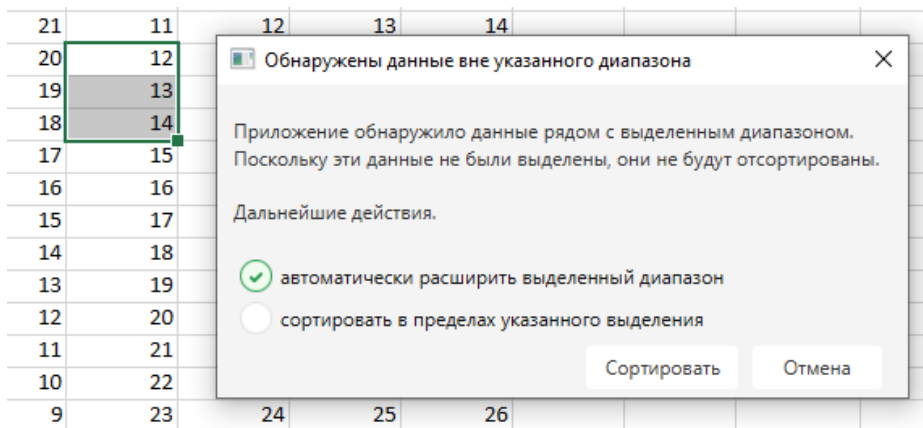 21 11 12 13 14
Обнаружены данные вне указанного диапазона
20 12
19 13
18 14
17 15
16 16
15 17
14 18
13 19
12 20
11 21
10 22
Приложение обнаружило данные рядом с выделенным диапазоном.
Поскольку эти данные не были выделены, они не будут отсортированы.
Дальнейшие действия.
автоматически расширить выделенный диапазон
сортировать в пределах указанного выделения
Сортировать Отмена
9 23 24 25 26